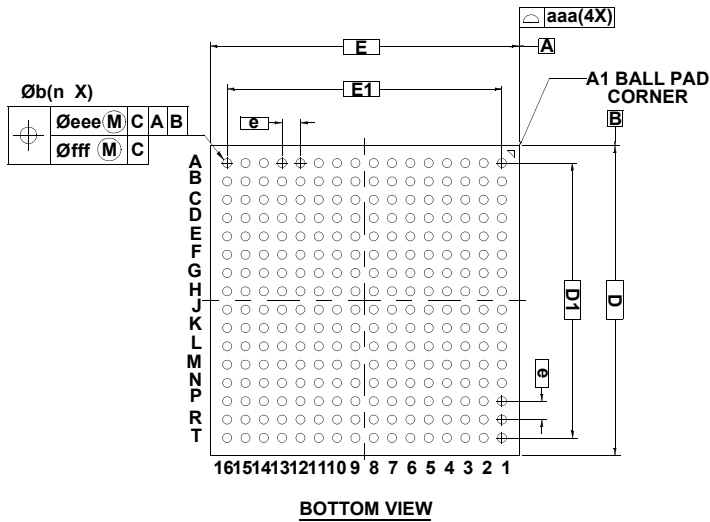 aaa(4X)
E
A
E1
A1 BALL PAD
CORNER
Øb(n X)
e
B
Øeee M C A B
Øfff M C
A
B
C
D
E
F
G
H
J
K
L
M
N
P
R
T
D1
D
e
16 15 14 13 12 11 10 9 8 7 6 5 4 3 2 1
BOTTOM VIEW